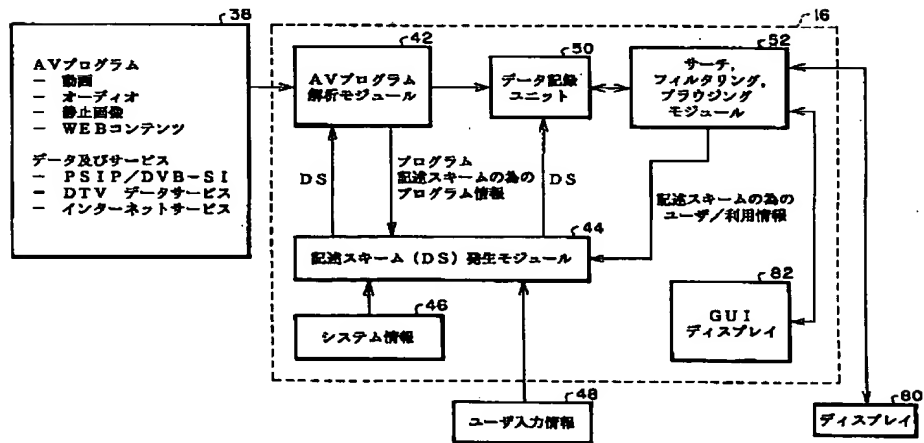 38
AVプログラム
― 動画
― オーディオ
― 静止画像
― WEBコンテンツ
データ及びサービス
― PSIP/DVB-SI
― DTV データサービス
― インターネットサービス
16
42
AVプログラム
解析モジュール
50
データ記録
ユニット
52
サーチ,
フィルタリング,
ブラウジング
モジュール
DS
プログラム
記述スキームの為の
プログラム情報
DS
記述スキームの為の
ユーザ/利用情報
44
記述スキーム(DS)発生モジュール
46
システム情報
82
GUI
ディスプレイ
48
ユーザ入力情報
80
ディスプレイ